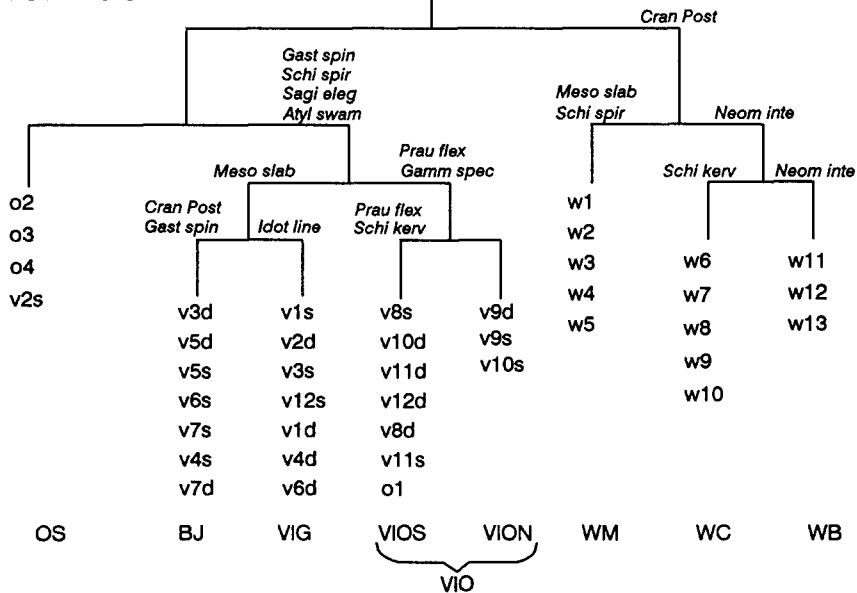 Cran Post
Gast spin
Schi spir
Sagi eleg
Atyl swam
Meso slab
Schi spir
Neom inte
Prau flex
Gamm spec
Meso slab
Schi kerv
Neom inte
Cran Post
Gast spin
Idot line
Prau flex
Schi kerv
o2
o3
o4
v2s
v3d
v5d
v5s
v6s
v7s
v4s
v7d
v1s
v2d
v3s
v12s
v1d
v4d
v6d
v8s
v10d
v11d
v12d
v8d
v11s
o1
v9d
v9s
v10s
w1
w2
w3
w4
w5
w6
w7
w8
w9
w10
w11
w12
w13
OS BJ VIG VIOS VION WM WC WB
VIO